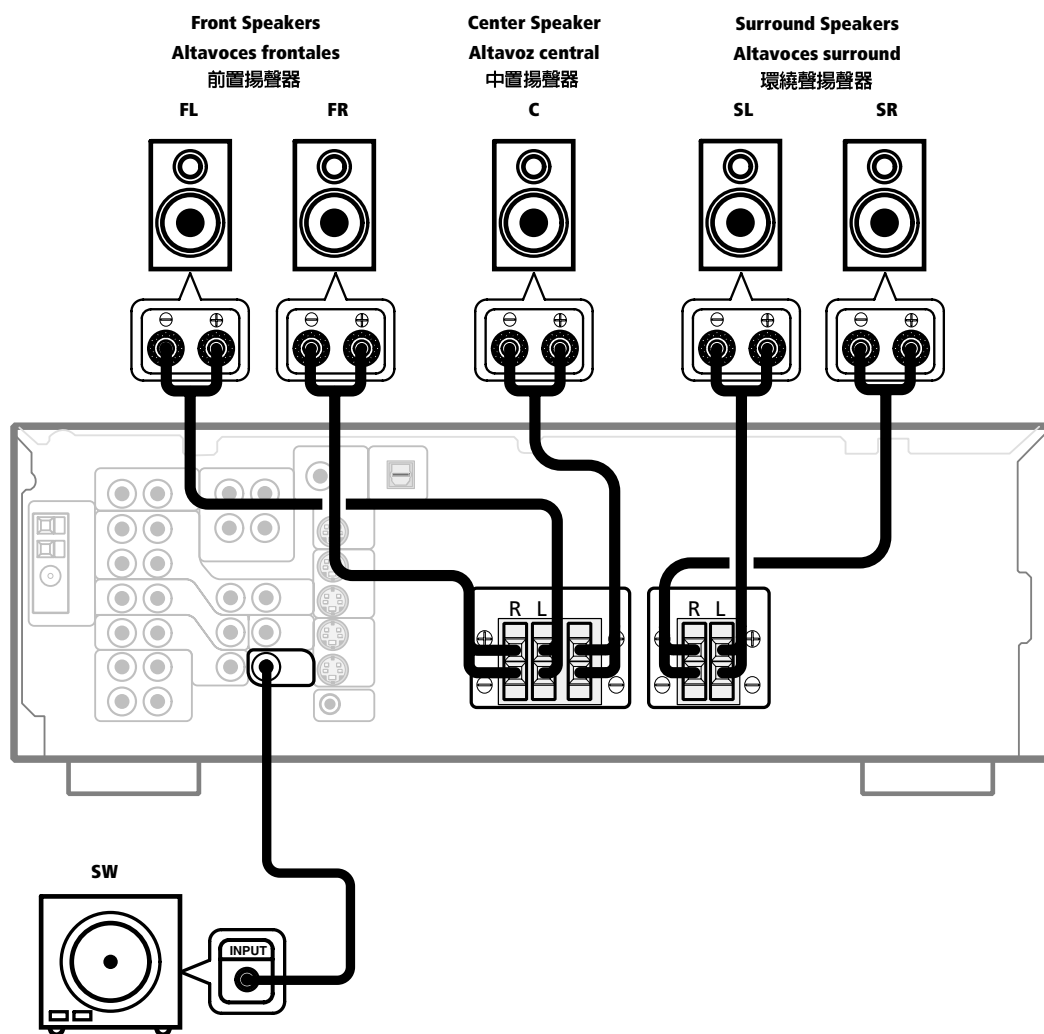 Front Speakers
Altavoces frontales
前置揚聲器
FL
FR
Center Speaker
Altavoz central
中置揚聲器
C
Surround Speakers
Altavoces surround
環繞聲揚聲器
SL
SR
R L
R L
SW
INPUT